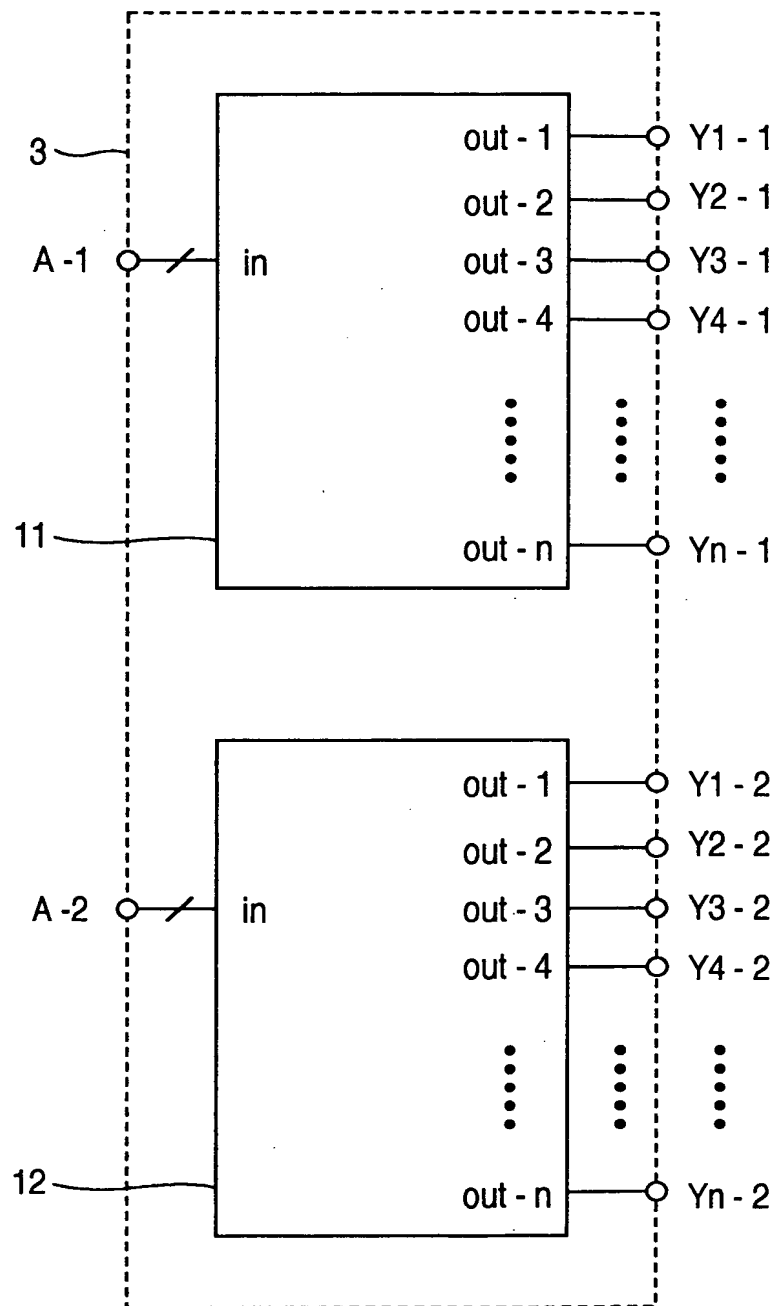 out - 1 Y1 - 1
3
out - 2 Y2 - 1
A -1 in out - 3 Y3 - 1
out - 4 Y4 - 1
11
out - n Yn - 1
out - 1 Y1 - 2
out - 2 Y2 - 2
A -2 in out - 3 Y3 - 2
out - 4 Y4 - 2
12
out - n Yn - 2